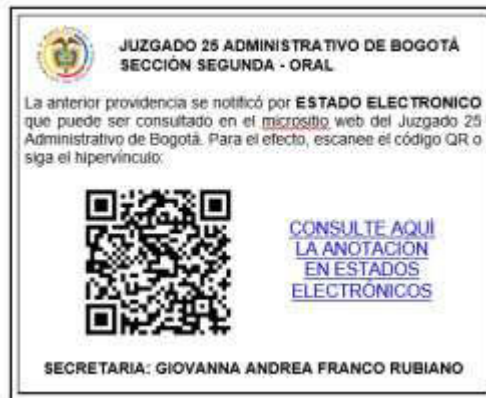 JUZGADO 25 ADMINISTRATIVO DE BOGOTÁ
SECCIÓN SEGUNDA - ORAL
La anterior providencia se notificó por ESTADO ELECTRONICO
que puede ser consultado en el micrositio web del Juzgado 25
Administrativo de Bogotá. Para el efecto, escanee el código QR o
siga el hipervínculo:
CONSULTE AQUÍ
LA ANOTACIÓN
EN ESTADOS
ELECTRÓNICOS
SECRETARIA: GIOVANNA ANDREA FRANCO RUBIANO